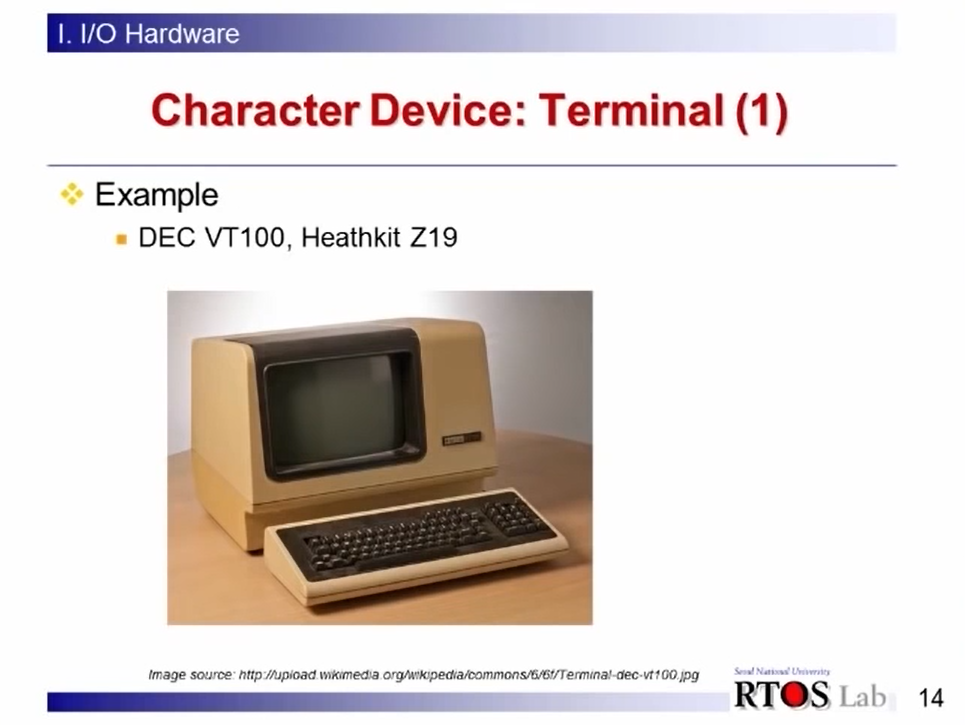 I. I/O Hardware
Character Device: Terminal (1)
Example
DEC VT100, Heathkit Z19
Image source: http://upload.wikimedia.org/wikipedia/commons/6/6f/Terminal-dec-vt100.jpg
Seoul National University
RTOS Lab
14